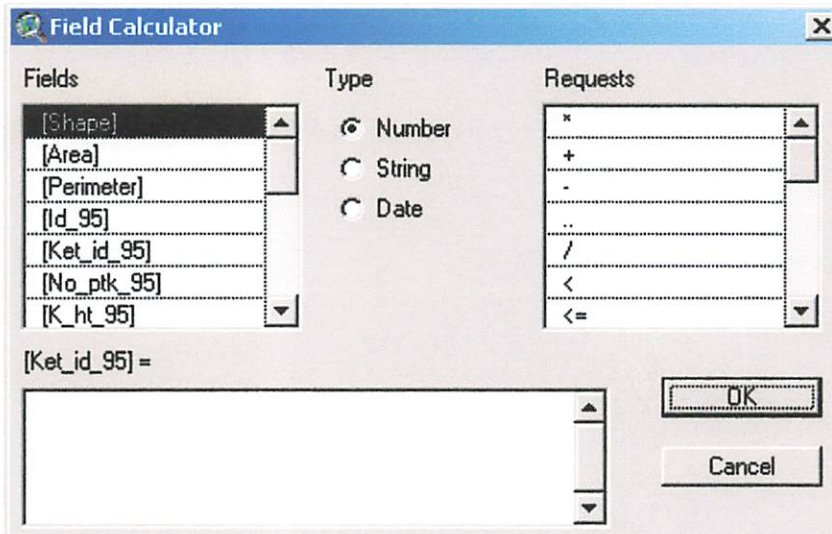 Field Calculator
Fields
Type
Requests
[Shape]
[Area]
[Perimeter]
[Id_95]
[Ket_id_95]
[No_ptk_95]
[K_ht_95]
Number
String
Date
*
+
-
..
/
<
<=
[Ket_id_95] =
OK
Cancel